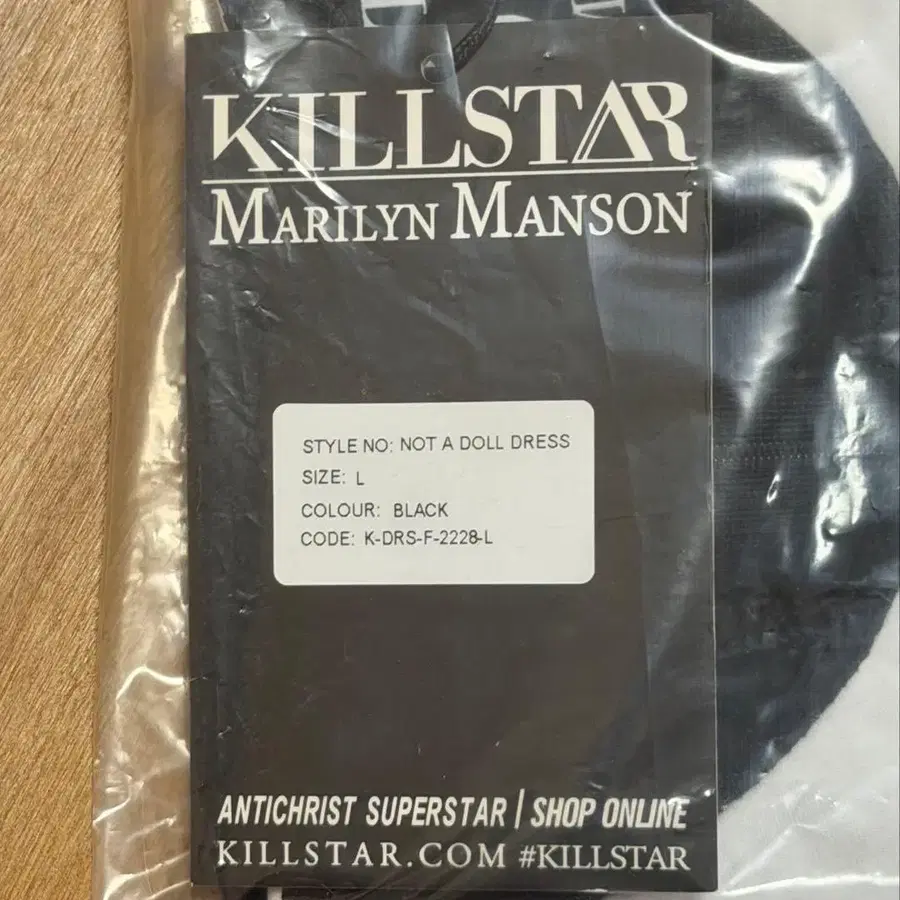 KILLSTAR
MARILYN MANSON
STYLE NO: NOT A DOLL DRESS
SIZE: L
COLOUR: BLACK
CODE: K-DRS-F-2228-L
ANTICHRIST SUPERSTAR | SHOP ONLINE
KILLSTAR.COM #KILLSTAR